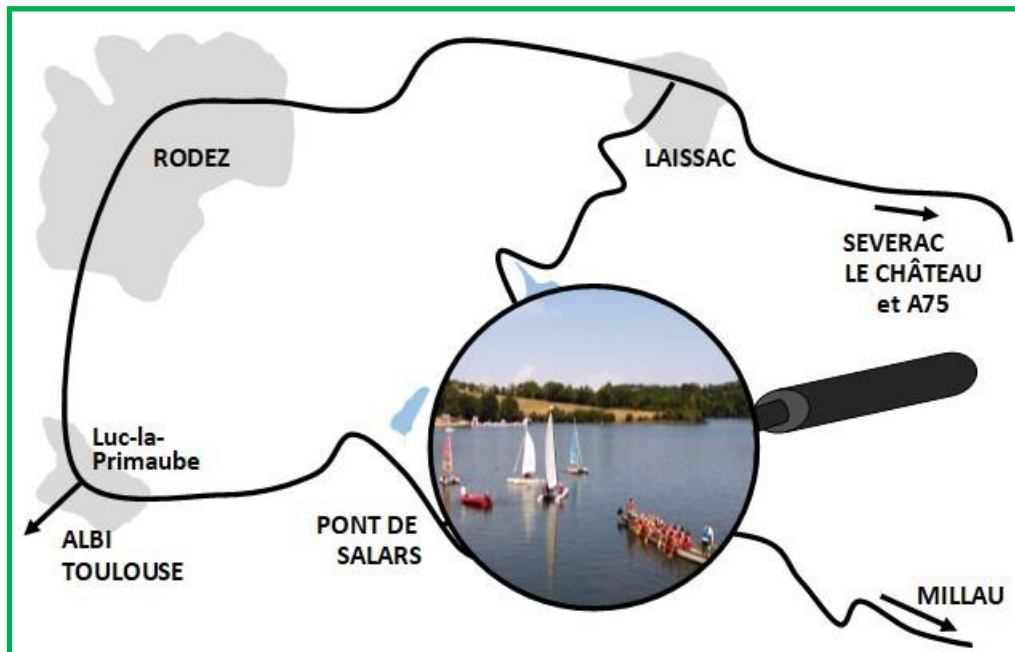 RODEZ
LAISSAC
SEVERAC
LE CHÂTEAU
et A75
Luc-la-
Primaube
PONT DE
SALARS
ALBI
TOULOUSE
MILLAU